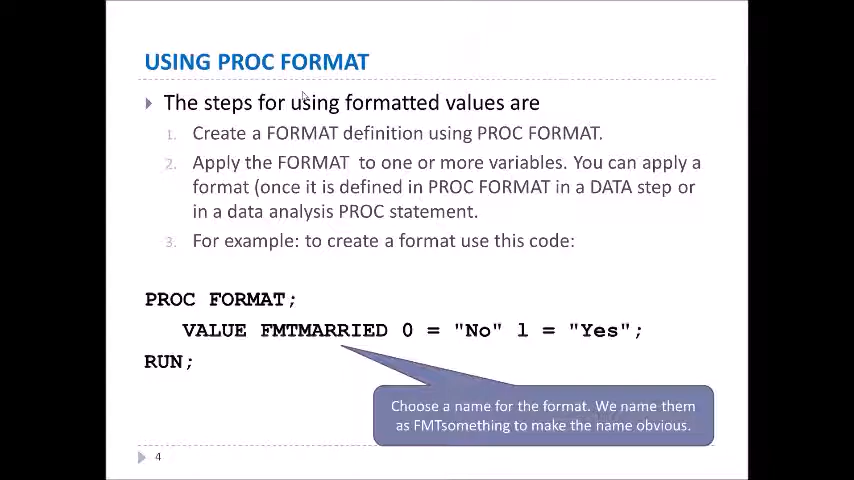 USING PROC FORMAT
The steps for using formatted values are
1. Create a FORMAT definition using PROC FORMAT.
2. Apply the FORMAT to one or more variables. You can apply a
format (once it is defined in PROC FORMAT in a DATA step or
in a data analysis PROC statement.
3. For example: to create a format use this code:
PROC FORMAT;
VALUE FMTMARRIED 0 = "No" 1 = "Yes";
RUN;
Choose a name for the format. We name them
as FMTsomething to make the name obvious.
4